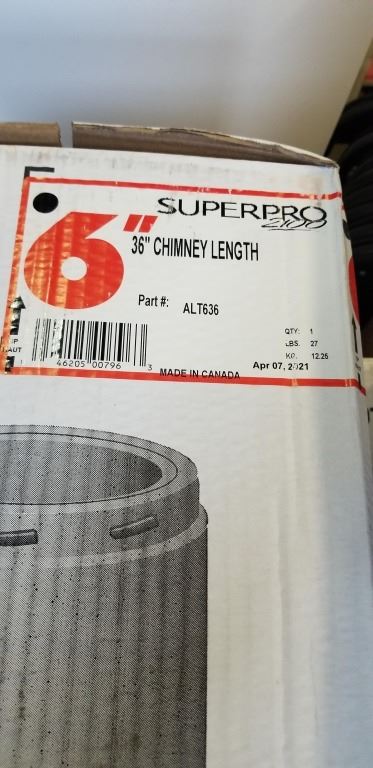 SUPERPRO
2100
6"
36" CHIMNEY LENGTH
Part #: ALT636
QTY: 1
LBS. 27
KG. 12.25
Apr 07, 2021
46205 00796 3
MADE IN CANADA